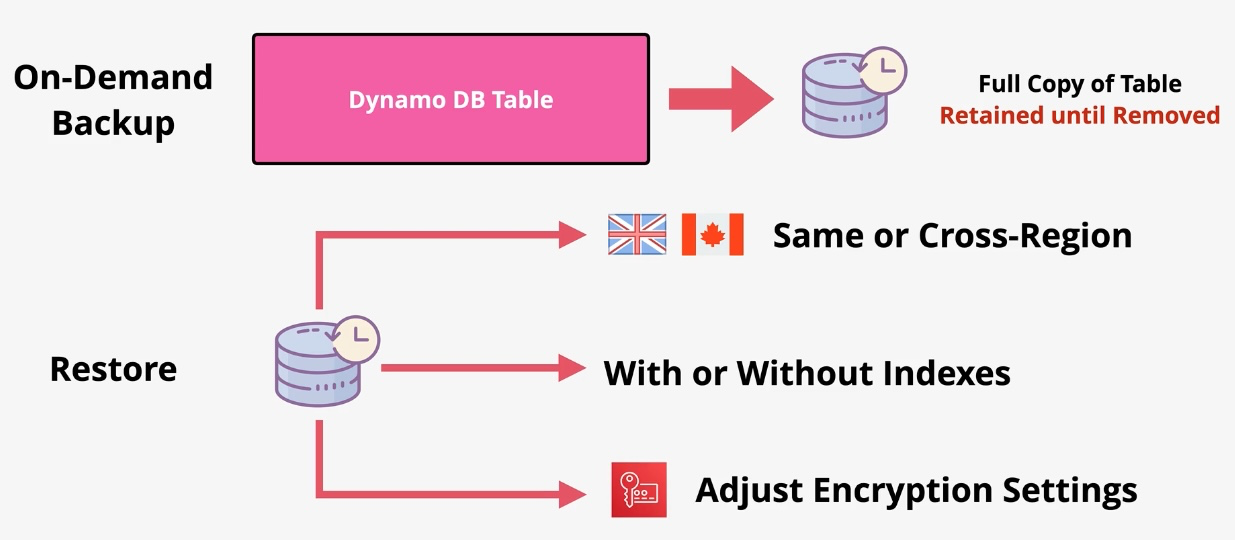 On-Demand
Backup
Dynamo DB Table
Full Copy of Table
Retained until Removed
Same or Cross-Region
Restore
With or Without Indexes
Adjust Encryption Settings